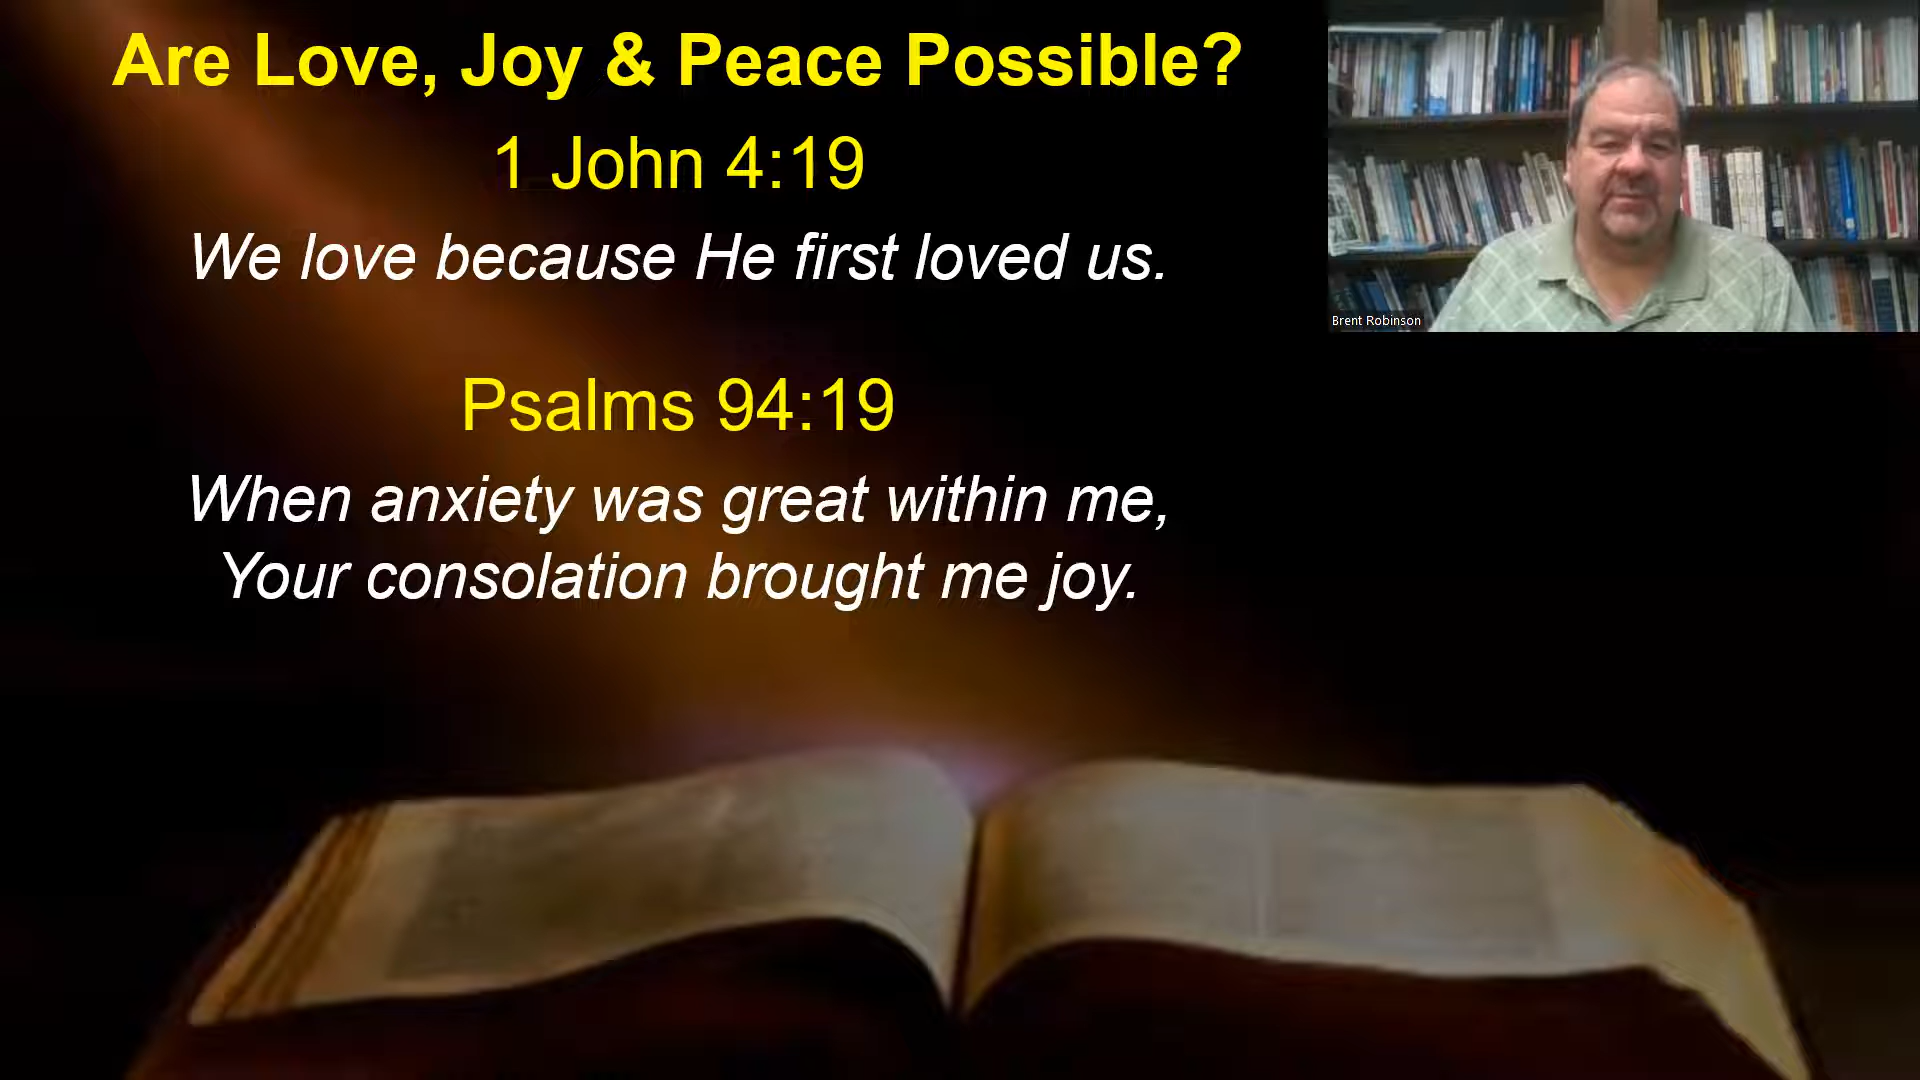 Are Love, Joy & Peace Possible?
1 John 4:19
We love because He first loved us.
Psalms 94:19
When anxiety was great within me,
Your consolation brought me joy.
Brent Robinson